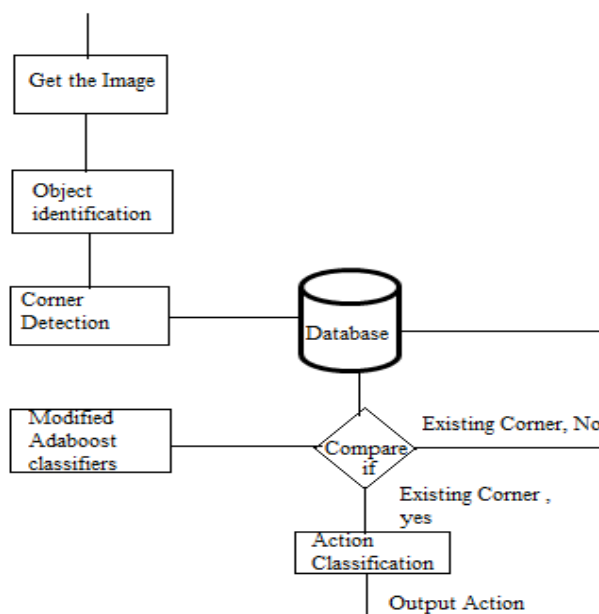 Get the Image
Object
identification
Corner
Detection
Database
Modified
Adaboost
classifiers
Compare
if
Existing Corner, No
Existing Corner ,
yes
Action
Classification
Output Action